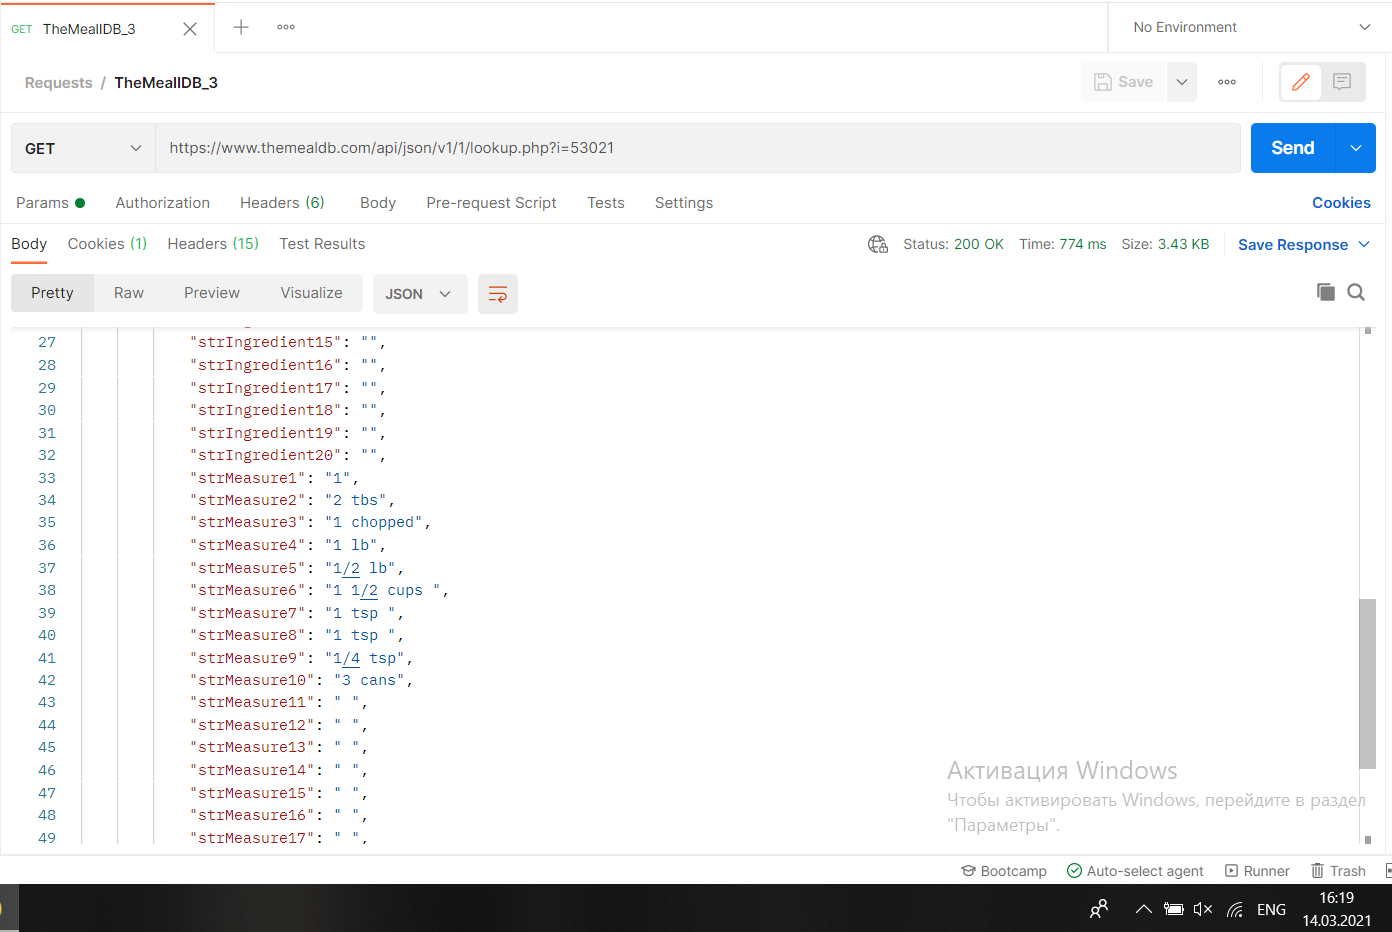 GET TheMeallDB_3
No Environment
Requests / TheMeallDB_3
Save
GET https://www.themealdb.com/api/json/v1/1/lookup.php?i=53021 Send
Params Authorization Headers (6) Body Pre-request Script Tests Settings Cookies
Body Cookies (1) Headers (15) Test Results Status: 200 OK Time: 774 ms Size: 3.43 KB Save Response
Pretty Raw Preview Visualize JSON
27 "strIngredient15": "",
28 "strIngredient16": "",
29 "strIngredient17": "",
30 "strIngredient18": "",
31 "strIngredient19": "",
32 "strIngredient20": "",
33 "strMeasure1": "1",
34 "strMeasure2": "2 tbs",
35 "strMeasure3": "1 chopped",
36 "strMeasure4": "1 lb",
37 "strMeasure5": "1/2 lb",
38 "strMeasure6": "1 1/2 cups ",
39 "strMeasure7": "1 tsp ",
40 "strMeasure8": "1 tsp ",
41 "strMeasure9": "1/4 tsp",
42 "strMeasure10": "3 cans",
43 "strMeasure11": " ",
44 "strMeasure12": " ",
45 "strMeasure13": " ",
46 "strMeasure14": " ",
47 "strMeasure15": " ",
48 "strMeasure16": " ",
49 "strMeasure17": " ",
Активация Windows
Чтобы активировать Windows, перейдите в раздел
"Параметры".
Bootcamp Auto-select agent Runner Trash
ENG
16:19
14.03.2021